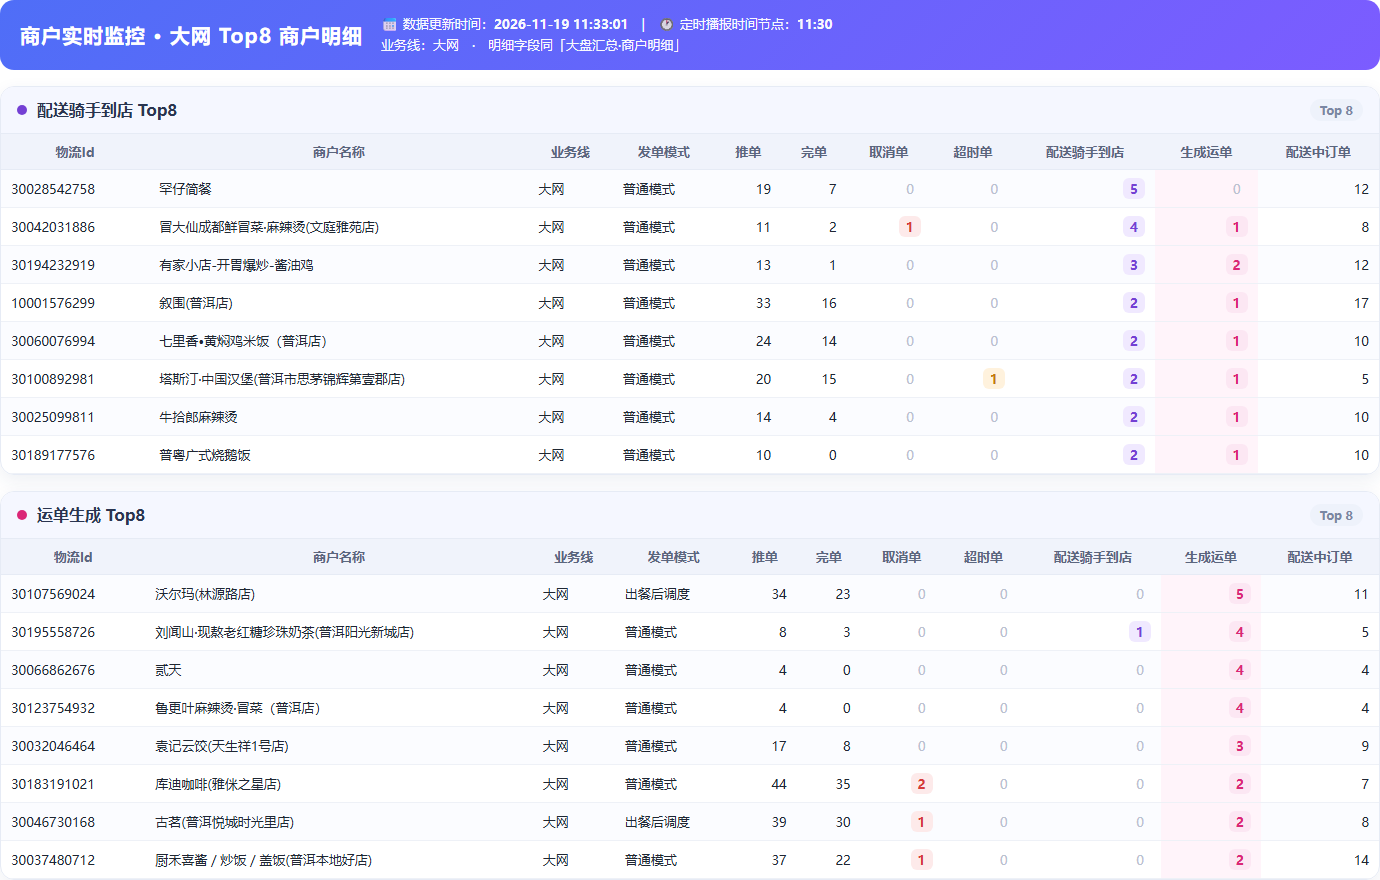 商户实时监控 • 大网 Top8 商户明细
数据更新时间：2026-11-19 11:33:01 | 定时播报时间节点：11:30
业务线：大网 · 明细字段同「大盘汇总·商户明细」
配送骑手到店 Top8 Top 8
物流Id 商户名称 业务线 发单模式 推单 完单 取消单 超时单 配送骑手到店 生成运单 配送中订单
30028542758 罕仔简餐 大网 普通模式 19 7 0 0 5 0 12
30042031886 冒大仙成都鲜冒菜·麻辣烫(文庭雅苑店) 大网 普通模式 11 2 1 0 4 1 8
30194232919 有家小店-开胃爆炒-酱油鸡 大网 普通模式 13 1 0 0 3 2 12
10001576299 叙围(普洱店) 大网 普通模式 33 16 0 0 2 1 17
30060076994 七里香•黄焖鸡米饭（普洱店） 大网 普通模式 24 14 0 0 2 1 10
30100892981 塔斯汀·中国汉堡(普洱市思茅锦辉第壹郡店) 大网 普通模式 20 15 0 1 2 1 5
30025099811 牛拾郎麻辣烫 大网 普通模式 14 4 0 0 2 1 10
30189177576 普粤广式烧鹅饭 大网 普通模式 10 0 0 0 2 1 10
运单生成 Top8 Top 8
物流Id 商户名称 业务线 发单模式 推单 完单 取消单 超时单 配送骑手到店 生成运单 配送中订单
30107569024 沃尔玛(林源路店) 大网 出餐后调度 34 23 0 0 0 5 11
30195558726 刘闻山·现熬老红糖珍珠奶茶(普洱阳光新城店) 大网 普通模式 8 3 0 0 1 4 5
30066862676 贰天 大网 普通模式 4 0 0 0 0 4 4
30123754932 鲁更叶麻辣烫·冒菜（普洱店） 大网 普通模式 4 0 0 0 0 4 4
30032046464 袁记云饺(天生祥1号店) 大网 普通模式 17 8 0 0 0 3 9
30183191021 库迪咖啡(雅休之星店) 大网 普通模式 44 35 2 0 0 2 7
30046730168 古茗(普洱悦城时光里店) 大网 出餐后调度 39 30 1 0 0 2 8
30037480712 厨禾喜酱 / 炒饭 / 盖饭(普洱本地好店) 大网 普通模式 37 22 1 0 0 2 14